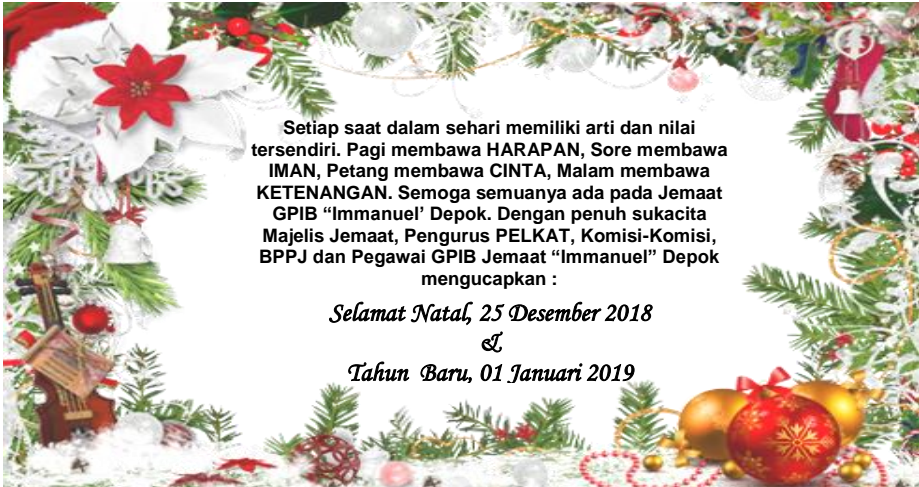 Setiap saat dalam sehari memiliki arti dan nilai
tersendiri. Pagi membawa HARAPAN, Sore membawa
IMAN, Petang membawa CINTA, Malam membawa
KETENANGAN. Semoga semuanya ada pada Jemaat
GPIB “Immanuel’ Depok. Dengan penuh sukacita
Majelis Jemaat, Pengurus PELKAT, Komisi-Komisi,
BPPJ dan Pegawai GPIB Jemaat “Immanuel” Depok
mengucapkan :
Selamat Natal, 25 Desember 2018
&
Tahun Baru, 01 Januari 2019